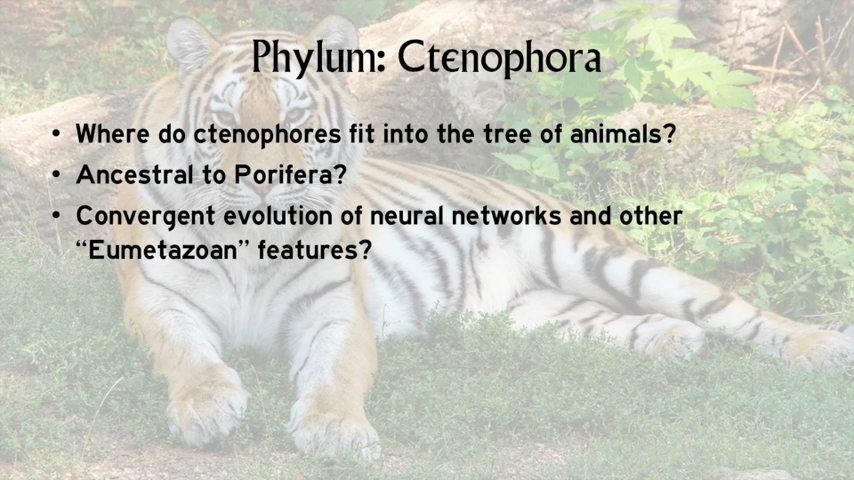 Phylum: Ctenophora
• Where do ctenophores fit into the tree of animals?
• Ancestral to Porifera?
• Convergent evolution of neural networks and other
“Eumetazoan” features?